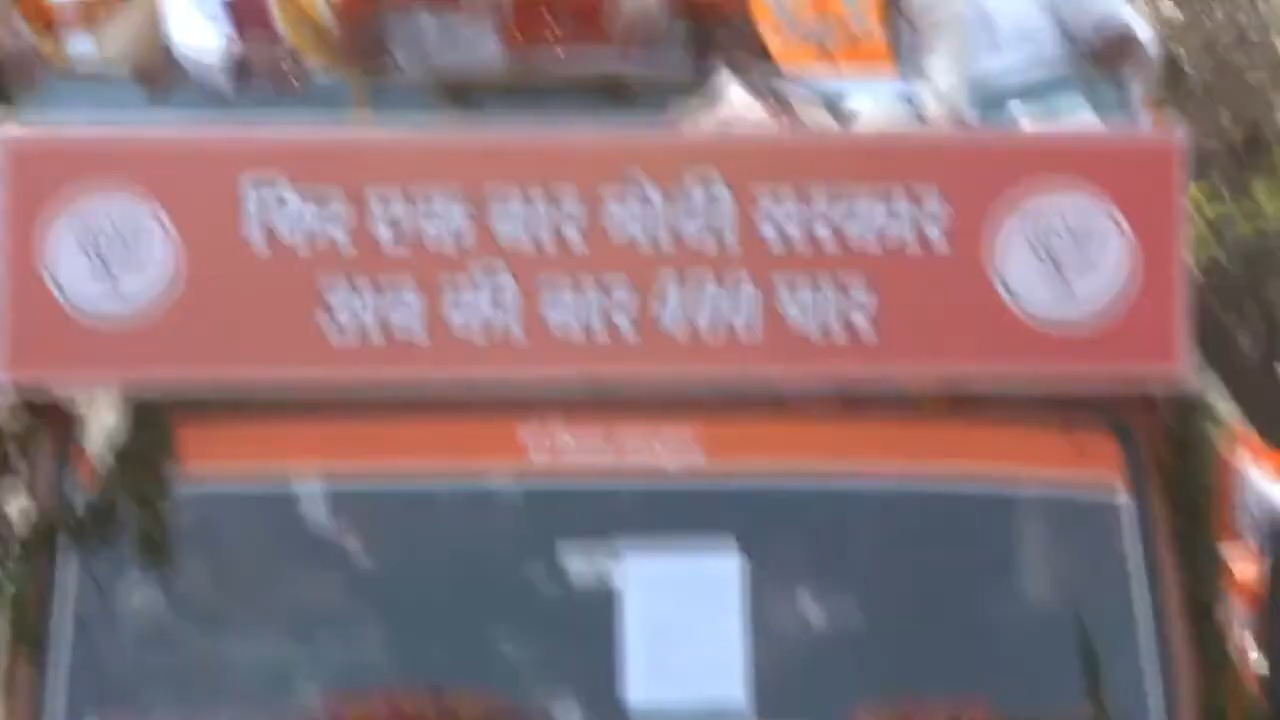 फिर एक बार मोदी सरकार
अब की बार 400 पार